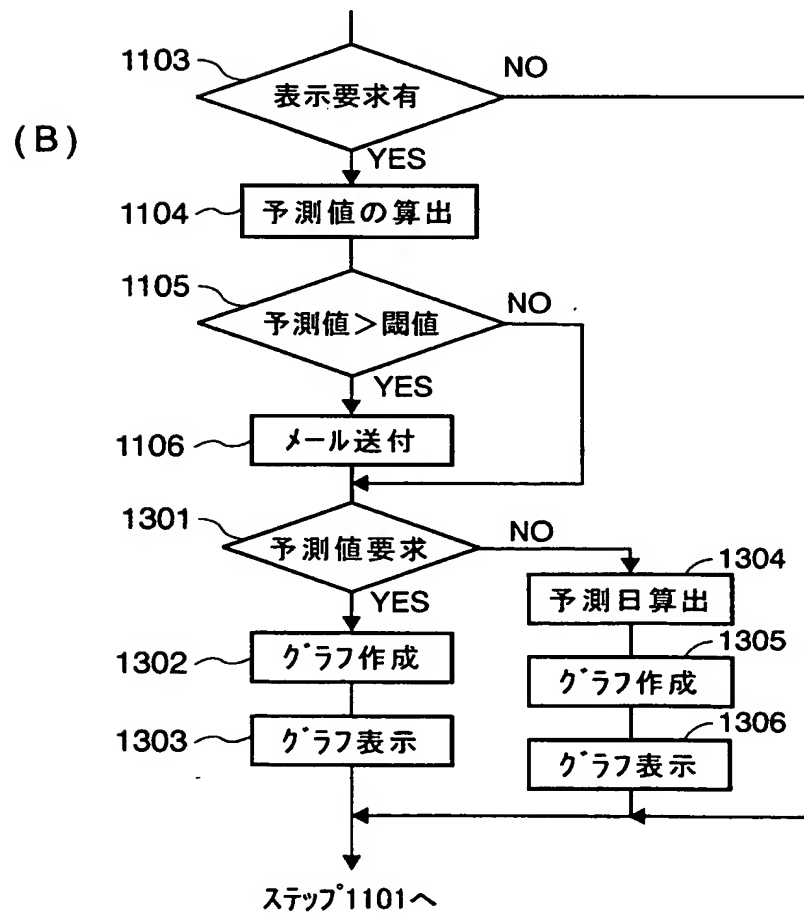 1103
表示要求有
NO
(B)
YES
1104
予測値の算出
1105
予測値>閾値
NO
YES
1106
メール送付
1301
予測値要求
NO
YES
1304
予測日算出
1302
グラフ作成
1305
グラフ作成
1303
グラフ表示
1306
グラフ表示
ステップ1101へ